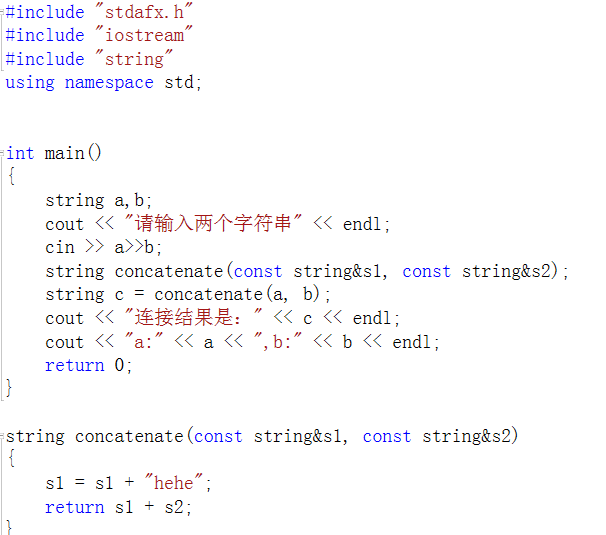 #include "stdafx.h"
#include "iostream"
#include "string"
using namespace std;
int main()
{
string a,b;
cout << "请输入两个字符串" << endl;
cin >> a>>b;
string concatenate(const string&s1, const string&s2);
string c = concatenate(a, b);
cout << "连接结果是：" << c << endl;
cout << "a:" << a << ",b:" << b << endl;
return 0;
}
string concatenate(const string&s1, const string&s2)
{
s1 = s1 + "hehe";
return s1 + s2;
}